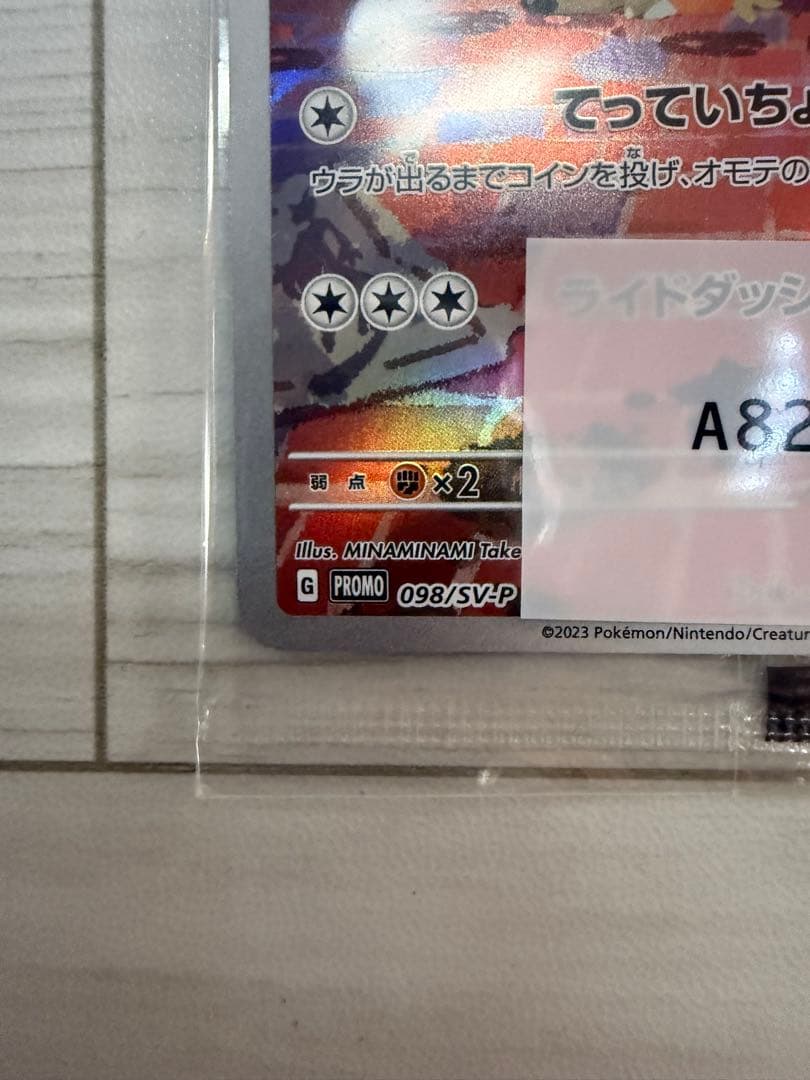 てっていちょ
ウラが出るまでコインを投げ、オモテの
ライドダッシ
A82
弱点 ×2
Illus. MINAMINAMI Take
G PROMO 098/SV-P
©2023 Pokémon/Nintendo/Creatur